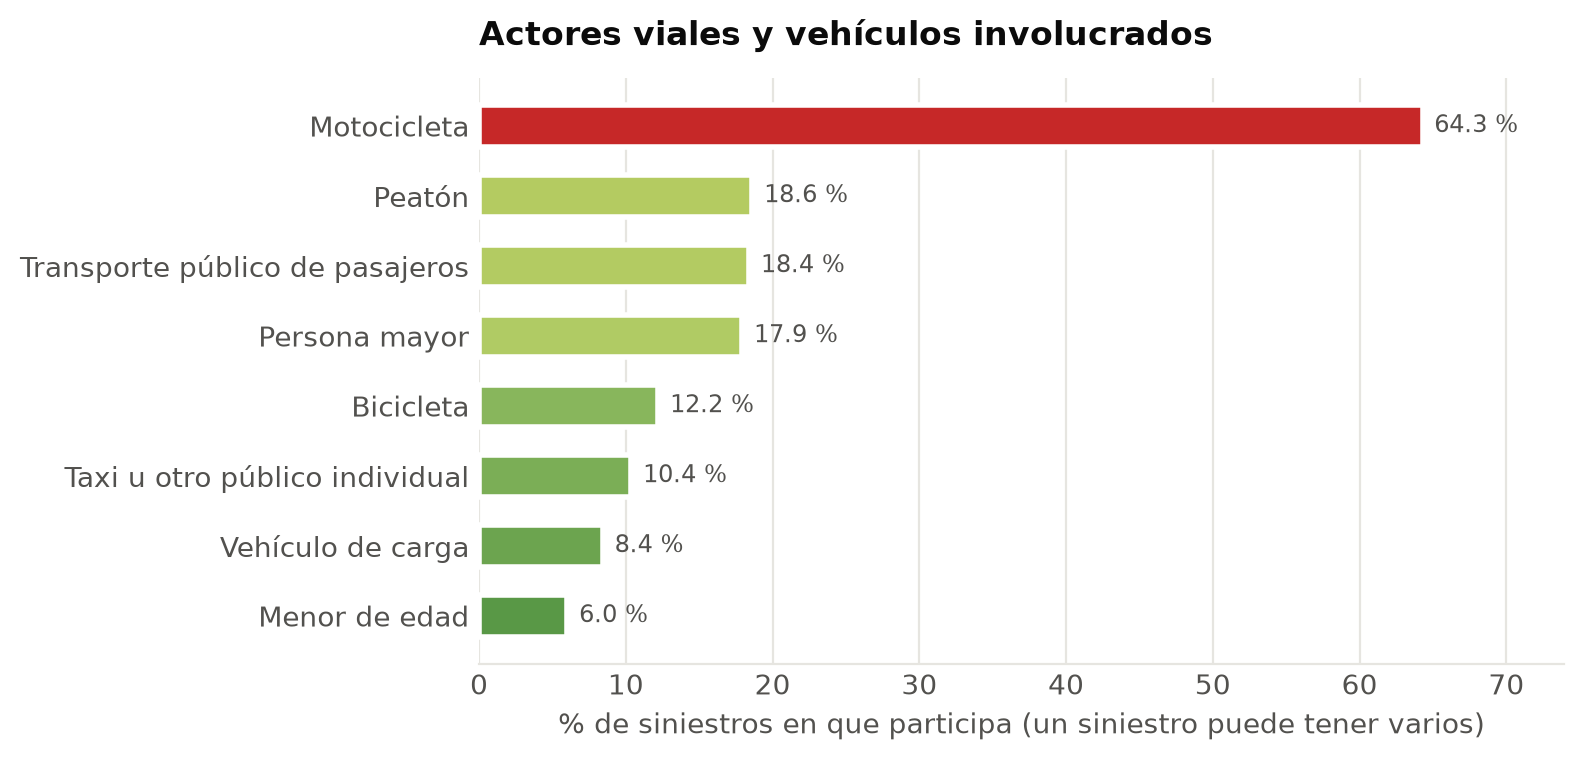 Actores viales y vehículos involucrados
Motocicleta 64.3 %
Peatón 18.6 %
Transporte público de pasajeros 18.4 %
Persona mayor 17.9 %
Bicicleta 12.2 %
Taxi u otro público individual 10.4 %
Vehículo de carga 8.4 %
Menor de edad 6.0 %
0 10 20 30 40 50 60 70
% de siniestros en que participa (un siniestro puede tener varios)